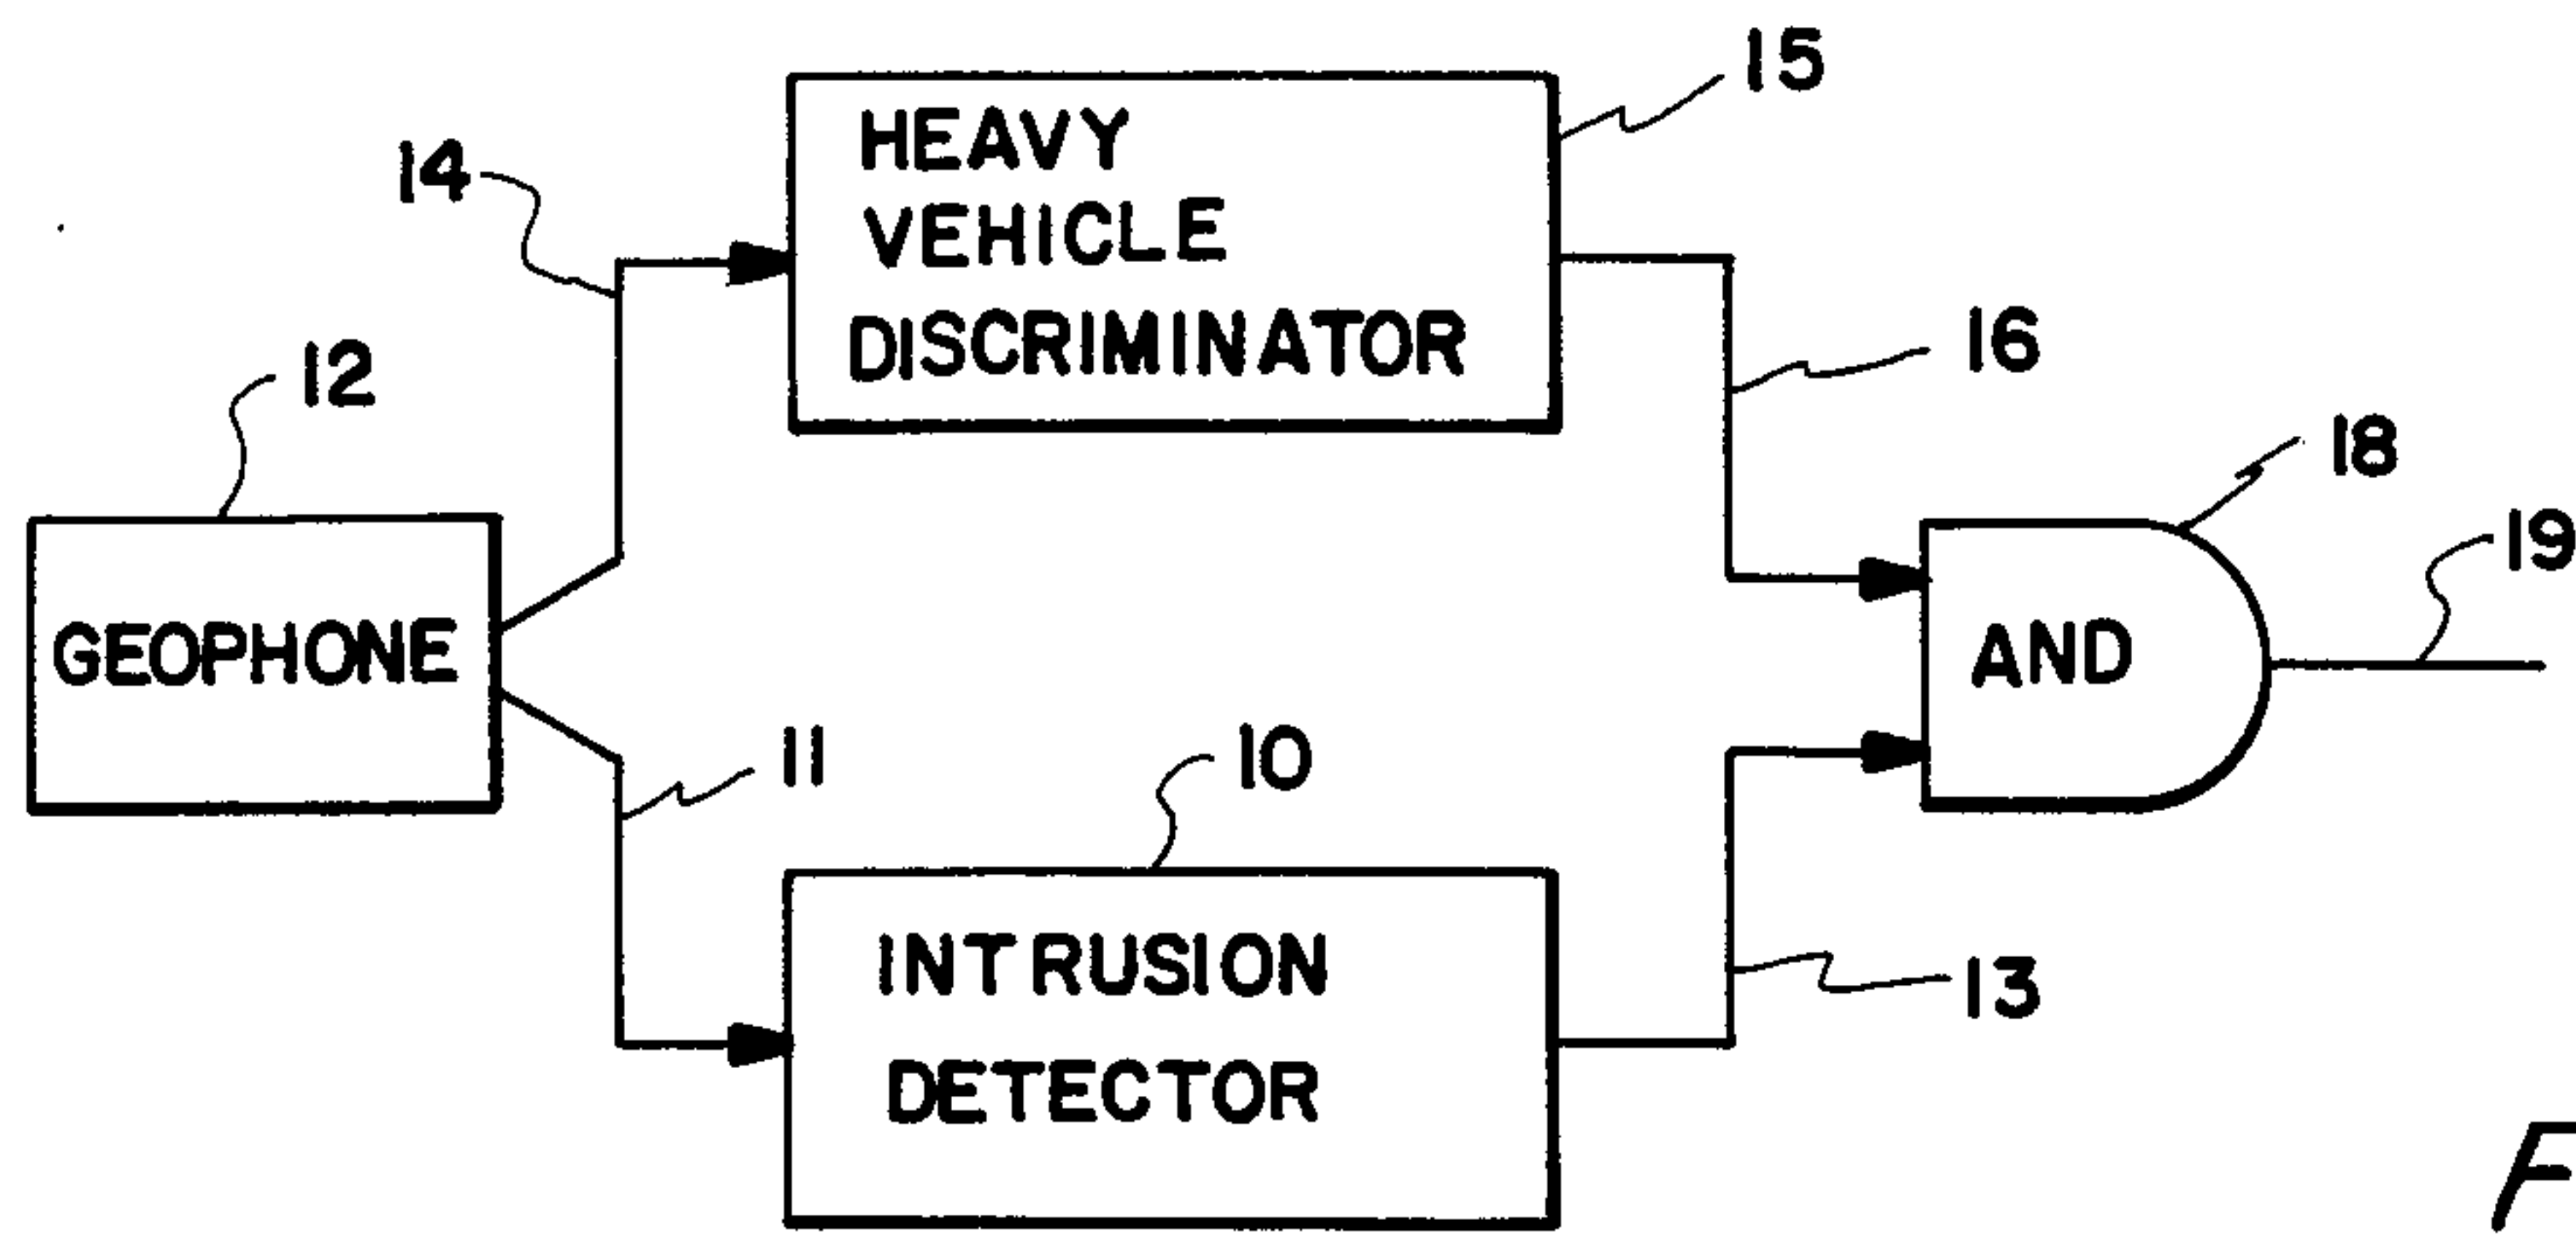 15
HEAVY
VEHICLE
DISCRIMINATOR
14
16
12
18
19
GEOPHONE
AND
11
10
13
INTRUSION
DETECTOR
F